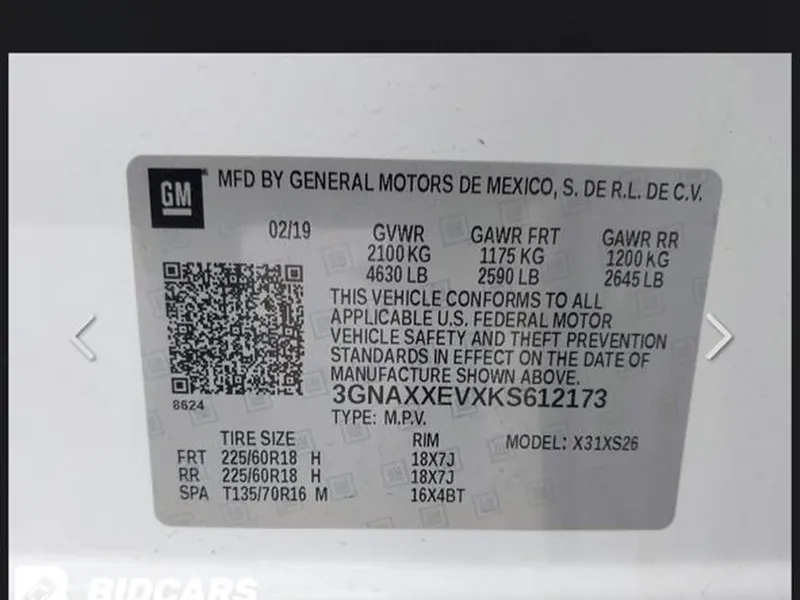 GM MFD BY GENERAL MOTORS DE MEXICO, S. DE R.L. DE C.V.
02/19 GVWR GAWR FRT GAWR RR
2100 KG 1175 KG 1200 KG
4630 LB 2590 LB 2645 LB
THIS VEHICLE CONFORMS TO ALL
APPLICABLE U.S. FEDERAL MOTOR
VEHICLE SAFETY AND THEFT PREVENTION
STANDARDS IN EFFECT ON THE DATE OF
MANUFACTURE SHOWN ABOVE.
8624 3GNAXXEVXKS612173
TYPE: M.P.V.
TIRE SIZE RIM MODEL: X31XS26
FRT 225/60R18 H 18X7J
RR 225/60R18 H 18X7J
SPA T135/70R16 M 16X4BT
BIDCARS